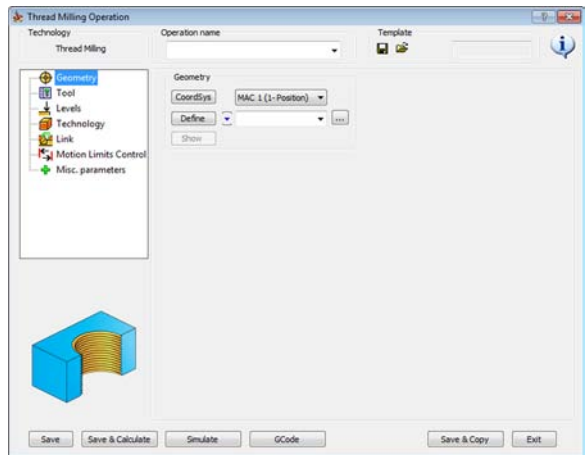 Thread Milling Operation
Technology
Thread Milling
Operation name
Template
Geometry
Tool
Levels
Technology
Link
Motion Limits Control
Misc. parameters
Geometry
CoordSys
MAC 1 (1- Position)
Define
...
Show
Save
Save & Calculate
Simulate
GCode
Save & Copy
Exit